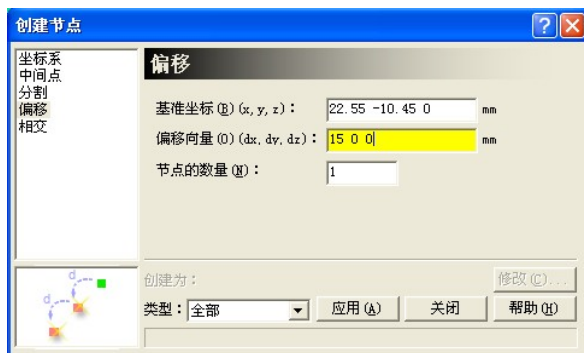 创建节点
坐标系
中间点
分割
偏移
相交
偏移
基准坐标(B)(x, y, z)： 22.55 -10.45 0 mm
偏移向量(O)(dx, dy, dz)： 15 0 0 mm
节点的数量(N)： 1
d
d
创建为：
修改(C)...
类型： 全部 应用(A) 关闭 帮助(H)